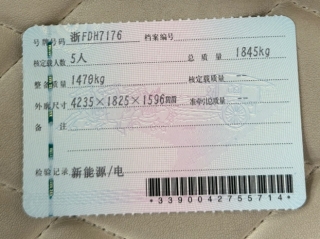 号牌号码 浙FDH7176 档案编号
核定载人数 5人 总质量 1845kg
整备质量 1470kg 核定载质量 --
外廓尺寸 4235×1825×1596mm 准牵引总质量 --
备注
检验记录 新能源/电
*3390042755714*